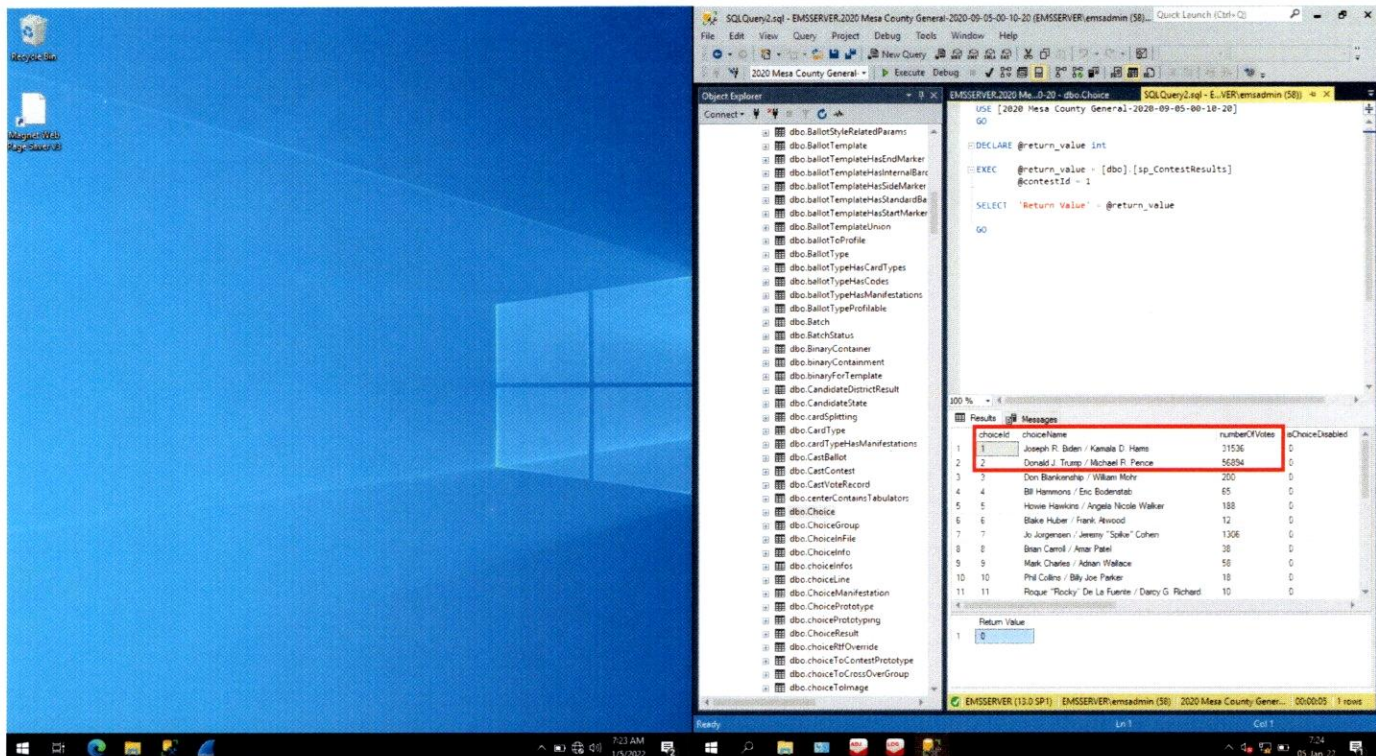 Recycle Bin
Magnet Web
Page Saver V3
SQLQuery2.sql - EMSSERVER.2020 Mesa County General-2020-09-05-00-10-20 (EMSSERVER\emsadmin (58)...
Quick Launch (Ctrl+Q)
File Edit View Query Project Debug Tools Window Help
New Query
2020 Mesa County General- Execute Debug
Object Explorer
Connect
dbo.BallotStyleRelatedParams
dbo.BallotTemplate
dbo.ballotTemplateHasEndMarker
dbo.ballotTemplateHasInternalBarc
dbo.ballotTemplateHasSideMarker
dbo.ballotTemplateHasStandardBa
dbo.ballotTemplateHasStartMarker
dbo.BallotTemplateUnion
dbo.ballotToProfile
dbo.BallotType
dbo.ballotTypeHasCardTypes
dbo.ballotTypeHasCodes
dbo.ballotTypeHasManifestations
dbo.BallotTypeProfilable
dbo.Batch
dbo.BatchStatus
dbo.BinaryContainer
dbo.binaryContainment
dbo.binaryForTemplate
dbo.CandidateDistrictResult
dbo.CandidateState
dbo.cardSplitting
dbo.CardType
dbo.cardTypeHasManifestations
dbo.CastBallot
dbo.CastContest
dbo.CastVoteRecord
dbo.centerContainsTabulators
dbo.Choice
dbo.ChoiceGroup
dbo.ChoiceInFile
dbo.ChoiceInfo
dbo.choiceInfos
dbo.choiceLine
dbo.ChoiceManifestation
dbo.ChoicePrototype
dbo.choicePrototyping
dbo.ChoiceResult
dbo.choiceRtfOverride
dbo.choiceToContestPrototype
dbo.choiceToCrossOverGroup
dbo.choiceToImage
EMSSERVER.2020 Me...0-20 - dbo.Choice SQLQuery2.sql - E...VER\emsadmin (58))
USE [2020 Mesa County General-2020-09-05-00-10-20]
GO
DECLARE @return_value int
EXEC @return_value = [dbo].[sp_ContestResults]
@contestId = 1
SELECT 'Return Value' = @return_value
GO
100 %
Results Messages
choiceId choiceName numberOfVotes isChoiceDisabled
1 1 Joseph R. Biden / Kamala D. Harris 31536 0
2 2 Donald J. Trump / Michael R. Pence 56894 0
3 3 Don Blankenship / William Mohr 200 0
4 4 Bill Hammons / Eric Bodenstab 65 0
5 5 Howie Hawkins / Angela Nicole Walker 188 0
6 6 Blake Huber / Frank Atwood 12 0
7 7 Jo Jorgensen / Jeremy "Spike" Cohen 1306 0
8 8 Brian Carroll / Amar Patel 38 0
9 9 Mark Charles / Adrian Wallace 58 0
10 10 Phil Collins / Billy Joe Parker 18 0
11 11 Roque "Rocky" De La Fuente / Darcy G. Richard 10 0
Return Value
1 0
EMSSERVER (13.0 SP1) EMSSERVER\emsadmin (58) 2020 Mesa County Gener... 00:00:05 1 rows
Ready Ln 1 Col 1
7:23 AM
1/5/2022
ADJ
LOG
7:24
05 Jan 22